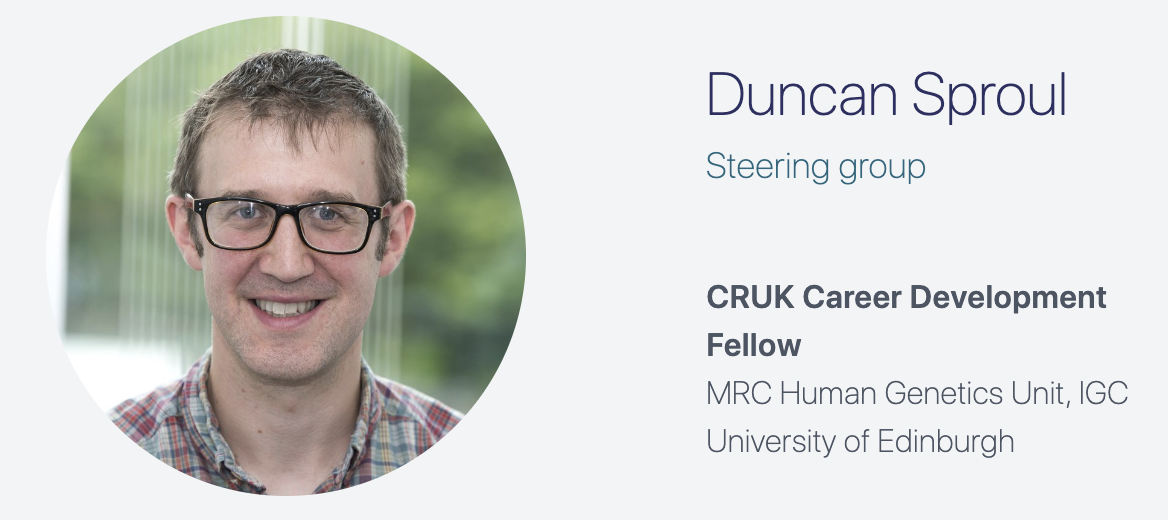 Duncan Sproul
Steering group
CRUK Career Development
Fellow
MRC Human Genetics Unit, IGC
University of Edinburgh